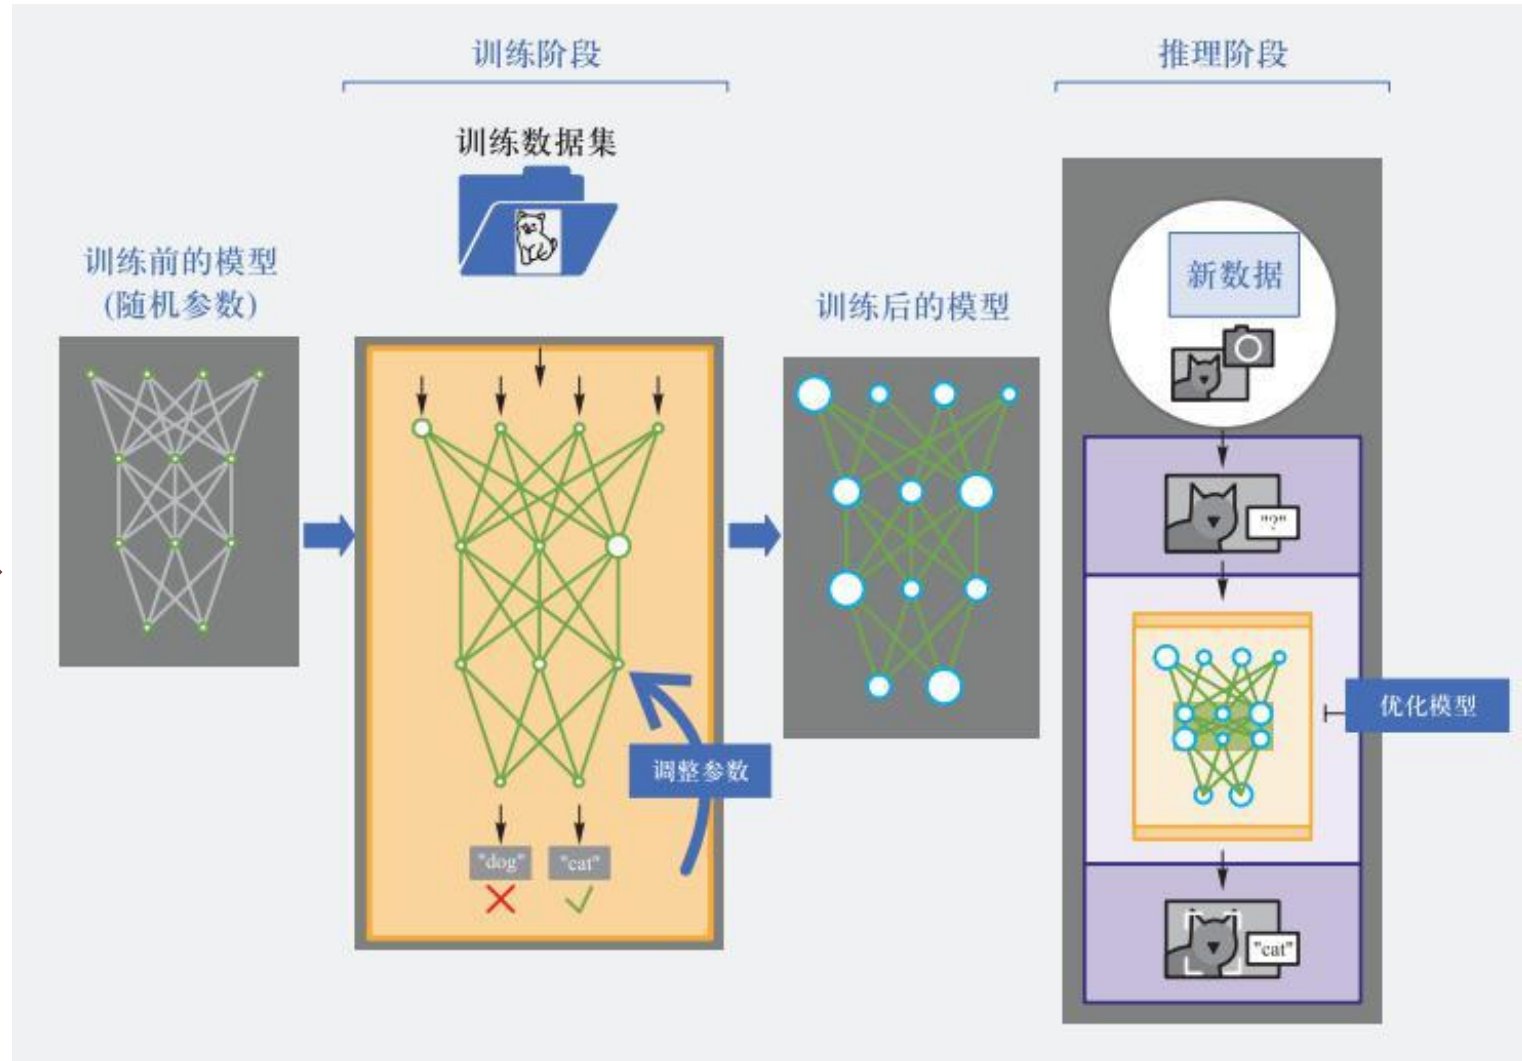 训练阶段
推理阶段
训练数据集
训练前的模型
(随机参数)
训练后的模型
新数据
"?"
优化模型
调整参数
"dog"
"cat"
"cat"